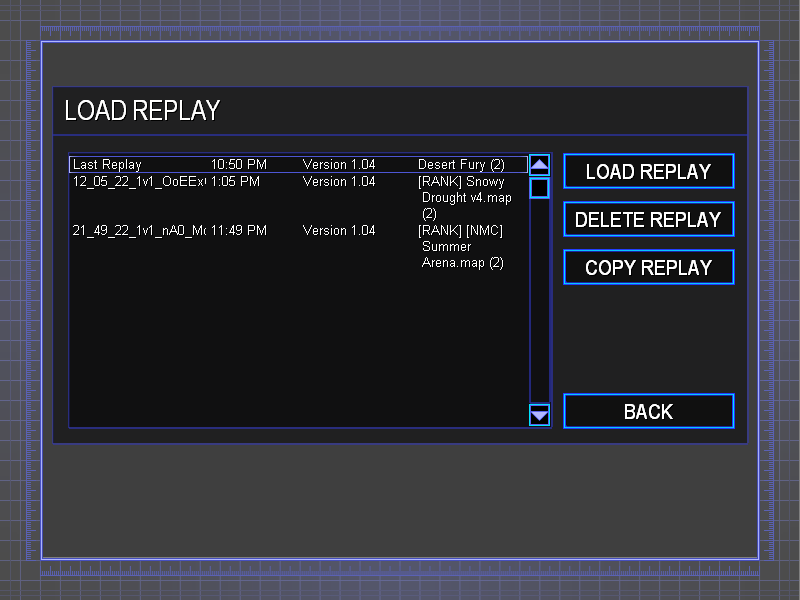 LOAD REPLAY
Last Replay 10:50 PM Version 1.04 Desert Fury (2)
12_05_22_1v1_OoEEx 1:05 PM Version 1.04 [RANK] Snowy
Drought v4.map
(2)
21_49_22_1v1_nA0_Mc 11:49 PM Version 1.04 [RANK] [NMC]
Summer
Arena.map (2)
LOAD REPLAY
DELETE REPLAY
COPY REPLAY
BACK